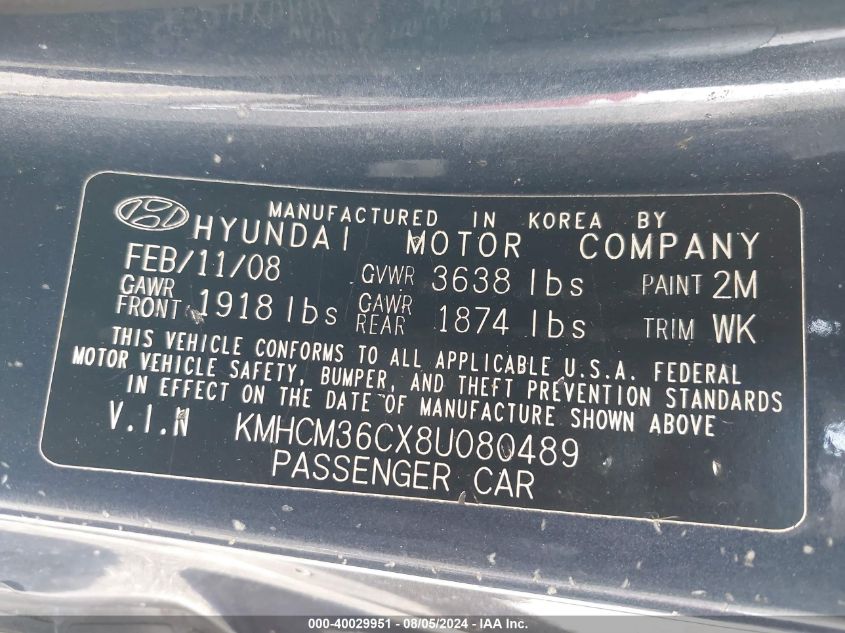 MANUFACTURED IN KOREA BY
HYUNDAI MOTOR COMPANY
FEB/11/08 GVWR 3638 lbs PAINT 2M
GAWR FRONT 1918 lbs GAWR REAR 1874 lbs TRIM WK
THIS VEHICLE CONFORMS TO ALL APPLICABLE U.S.A. FEDERAL
MOTOR VEHICLE SAFETY, BUMPER, AND THEFT PREVENTION STANDARDS
IN EFFECT ON THE DATE OF MANUFACTURE SHOWN ABOVE
V.I.N KMHCM36CX8U080489
PASSENGER CAR
000-40029951 - 08/05/2024 - IAA Inc.